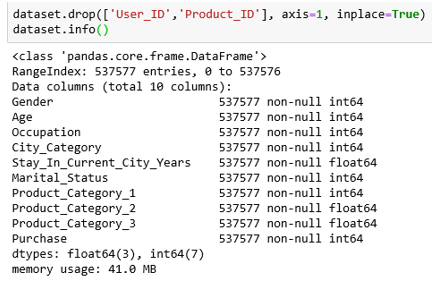 dataset.drop(['User_ID','Product_ID'], axis=1, inplace=True)
dataset.info()
<class 'pandas.core.frame.DataFrame'>
RangeIndex: 537577 entries, 0 to 537576
Data columns (total 10 columns):
Gender                        537577 non-null int64
Age                           537577 non-null int64
Occupation                    537577 non-null int64
City_Category                 537577 non-null int64
Stay_In_Current_City_Years    537577 non-null float64
Marital_Status                537577 non-null int64
Product_Category_1            537577 non-null int64
Product_Category_2            537577 non-null float64
Product_Category_3            537577 non-null float64
Purchase                      537577 non-null int64
dtypes: float64(3), int64(7)
memory usage: 41.0 MB